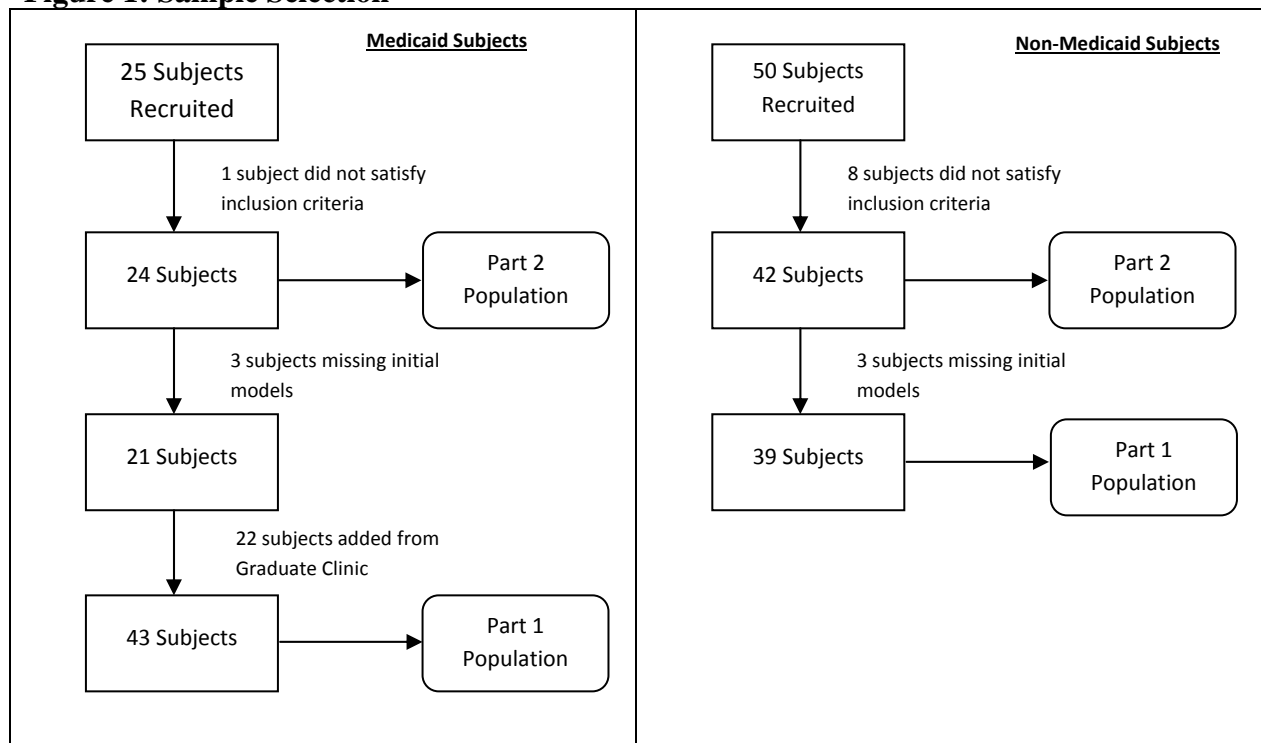 Figure 1: Sample Selection
Medicaid Subjects
25 Subjects
Recruited
1 subject did not satisfy
inclusion criteria
24 Subjects
Part 2
Population
3 subjects missing initial
models
21 Subjects
22 subjects added from
Graduate Clinic
43 Subjects
Part 1
Population
Non-Medicaid Subjects
50 Subjects
Recruited
8 subjects did not satisfy
inclusion criteria
42 Subjects
Part 2
Population
3 subjects missing initial
models
39 Subjects
Part 1
Population